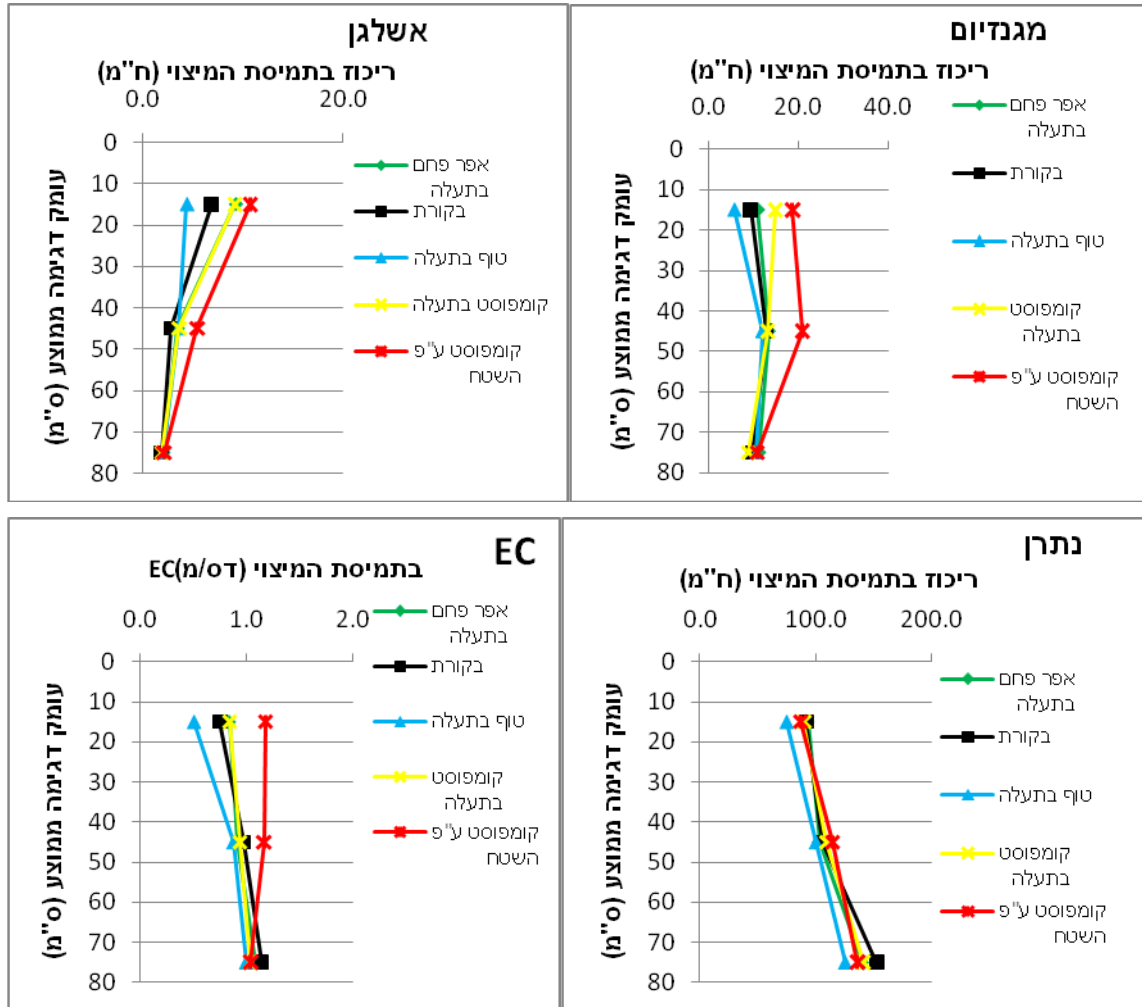 אשלגן
ריכוז בתמיסת המיצוי (ח"מ)
0.0 20.0
0
10
20
30
40
50
60
70
80
עומק דגימה ממוצע (ס"מ)
אפר פחם
בתעלה
בקורת
טוף בתעלה
קומפוסט בתעלה
קומפוסט ע"פ
השטח
מגנזיום
ריכוז בתמיסת המיצוי (ח"מ)
0.0 20.0 40.0
0
10
20
30
40
50
60
70
80
עומק דגימה ממוצע (ס"מ)
אפר פחם
בתעלה
בקורת
טוף בתעלה
קומפוסט
בתעלה
קומפוסט ע"פ
השטח
EC
EC בתמיסת המיצוי (דס/מ)
0.0 1.0 2.0
0
10
20
30
40
50
60
70
80
עומק דגימה ממוצע (ס"מ)
אפר פחם
בתעלה
בקורת
טוף בתעלה
קומפוסט
בתעלה
קומפוסט ע"פ
השטח
נתרן
ריכוז בתמיסת המיצוי (ח"מ)
0.0 100.0 200.0
0
10
20
30
40
50
60
70
80
עומק דגימה ממוצע (ס"מ)
אפר פחם
בתעלה
בקורת
טוף בתעלה
קומפוסט
בתעלה
קומפוסט ע"פ
השטח